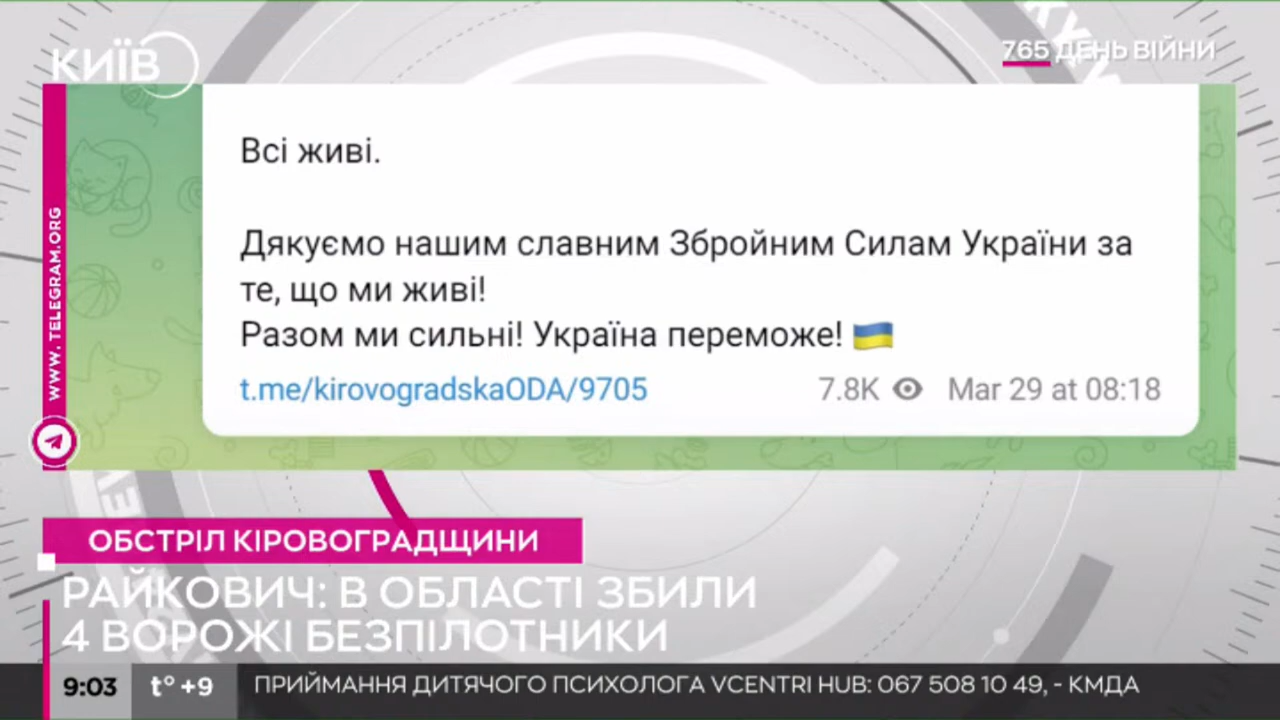 КИЇВ
765 ДЕНЬ ВІЙНИ
WWW.TELEGRAM.ORG
Всі живі.
Дякуємо нашим славним Збройним Силам України за
те, що ми живі!
Разом ми сильні! Україна переможе! 🇺🇦
t.me/kirovogradskaODA/9705 7.8K Mar 29 at 08:18
ОБСТРІЛ КІРОВОГРАДЩИНИ
РАЙКОВИЧ: В ОБЛАСТІ ЗБИЛИ
4 ВОРОЖІ БЕЗПІЛОТНИКИ
9:03 t° +9 ПРИЙМАННЯ ДИТЯЧОГО ПСИХОЛОГА VCENTRI HUB: 067 508 10 49, - КМДА